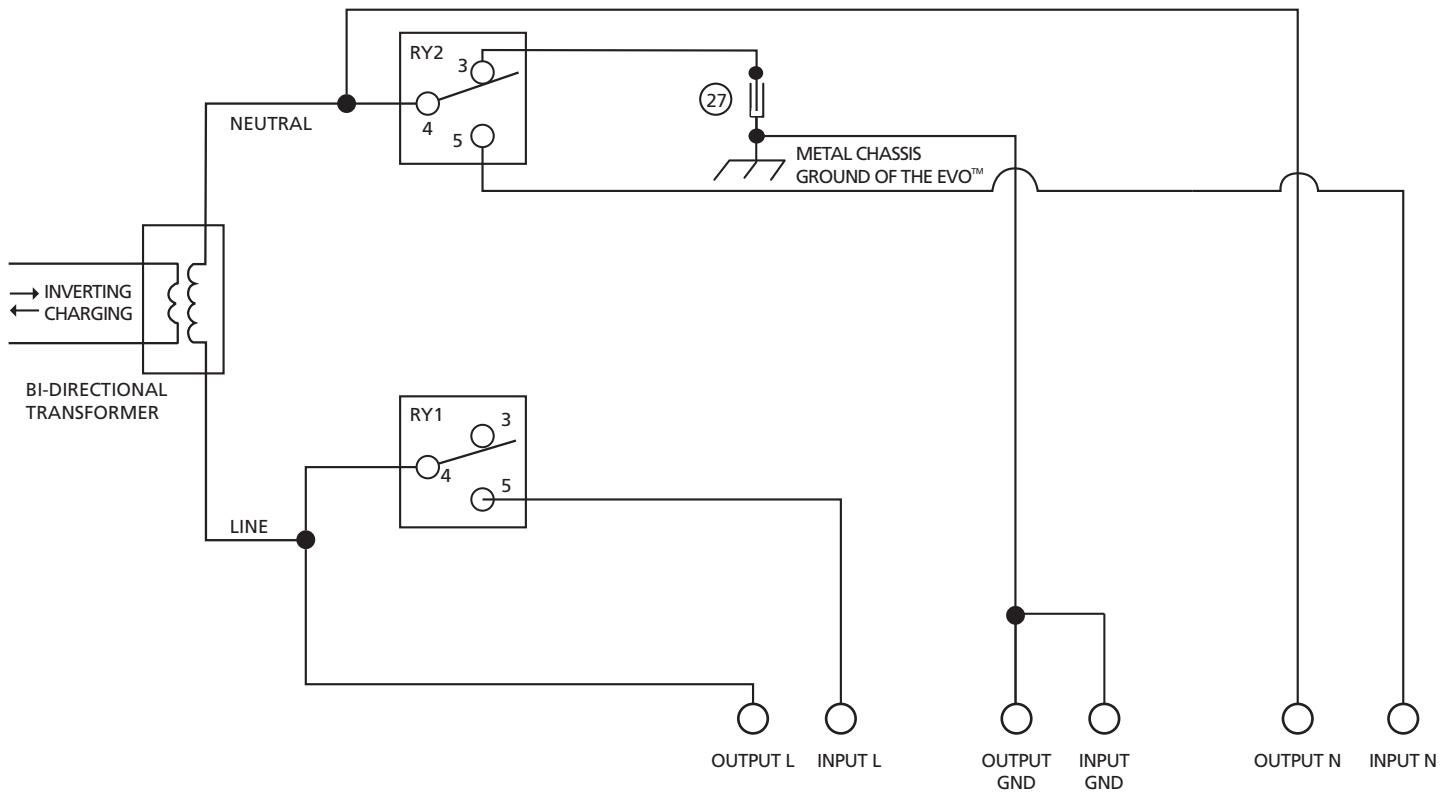 RY2
3
4
5
27
NEUTRAL
METAL CHASSIS
GROUND OF THE EVO™
INVERTING
CHARGING
BI-DIRECTIONAL
TRANSFORMER
RY1
3
4
5
LINE
OUTPUT L
INPUT L
OUTPUT
GND
INPUT
GND
OUTPUT N
INPUT N